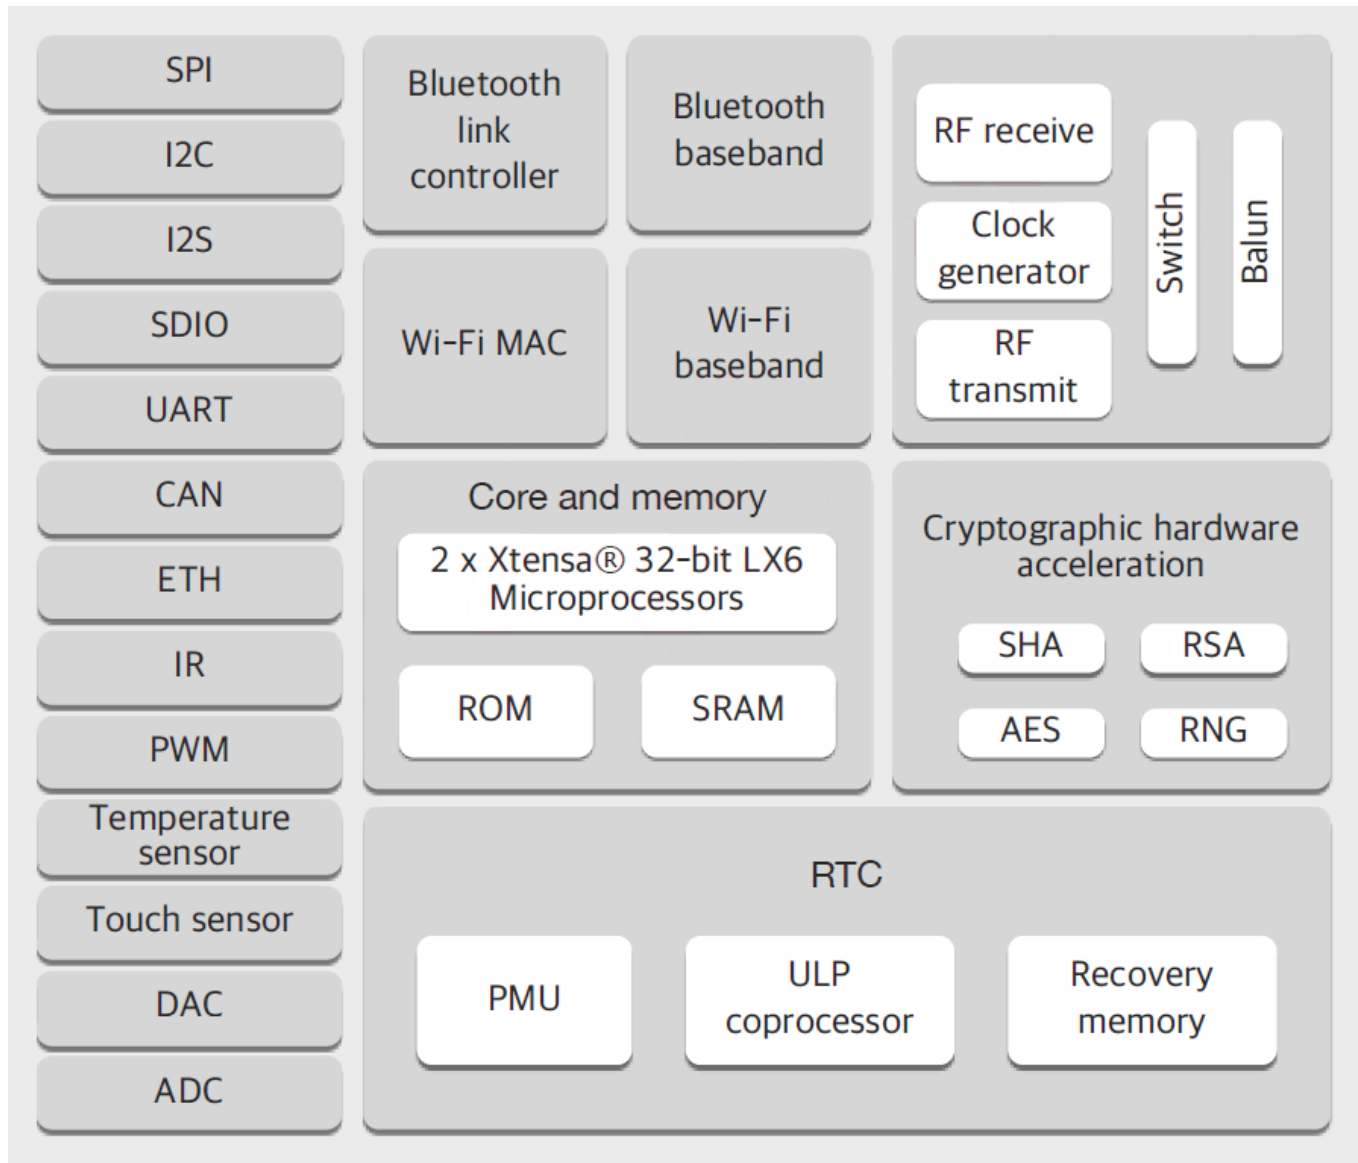 SPI
I2C
I2S
SDIO
UART
CAN
ETH
IR
PWM
Temperature
sensor
Touch sensor
DAC
ADC
Bluetooth
link
controller
Bluetooth
baseband
Wi-Fi MAC
Wi-Fi
baseband
RF receive
Clock
generator
RF
transmit
Switch
Balun
Core and memory
2 x Xtensa® 32-bit LX6
Microprocessors
ROM
SRAM
Cryptographic hardware
acceleration
SHA
RSA
AES
RNG
RTC
PMU
ULP
coprocessor
Recovery
memory